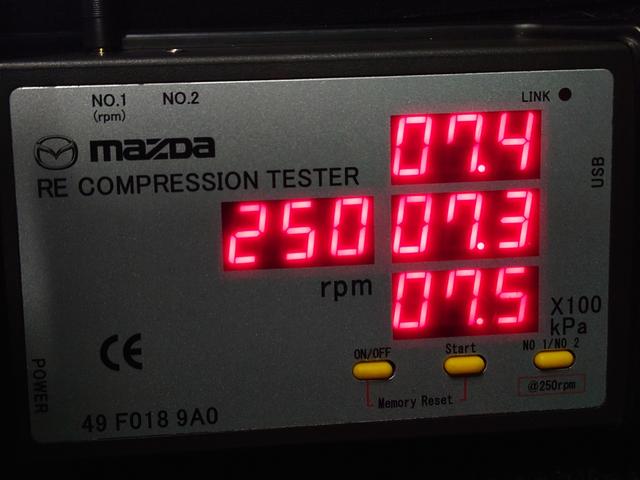 NO.1 NO.2
(rpm)
LINK
mazda
RE COMPRESSION TESTER
USB
07.4
250
07.3
07.5
rpm
X100
kPa
ON/OFF
Start
NO 1/NO 2
Memory Reset
@250rpm
POWER
CE
49 F018 9A0